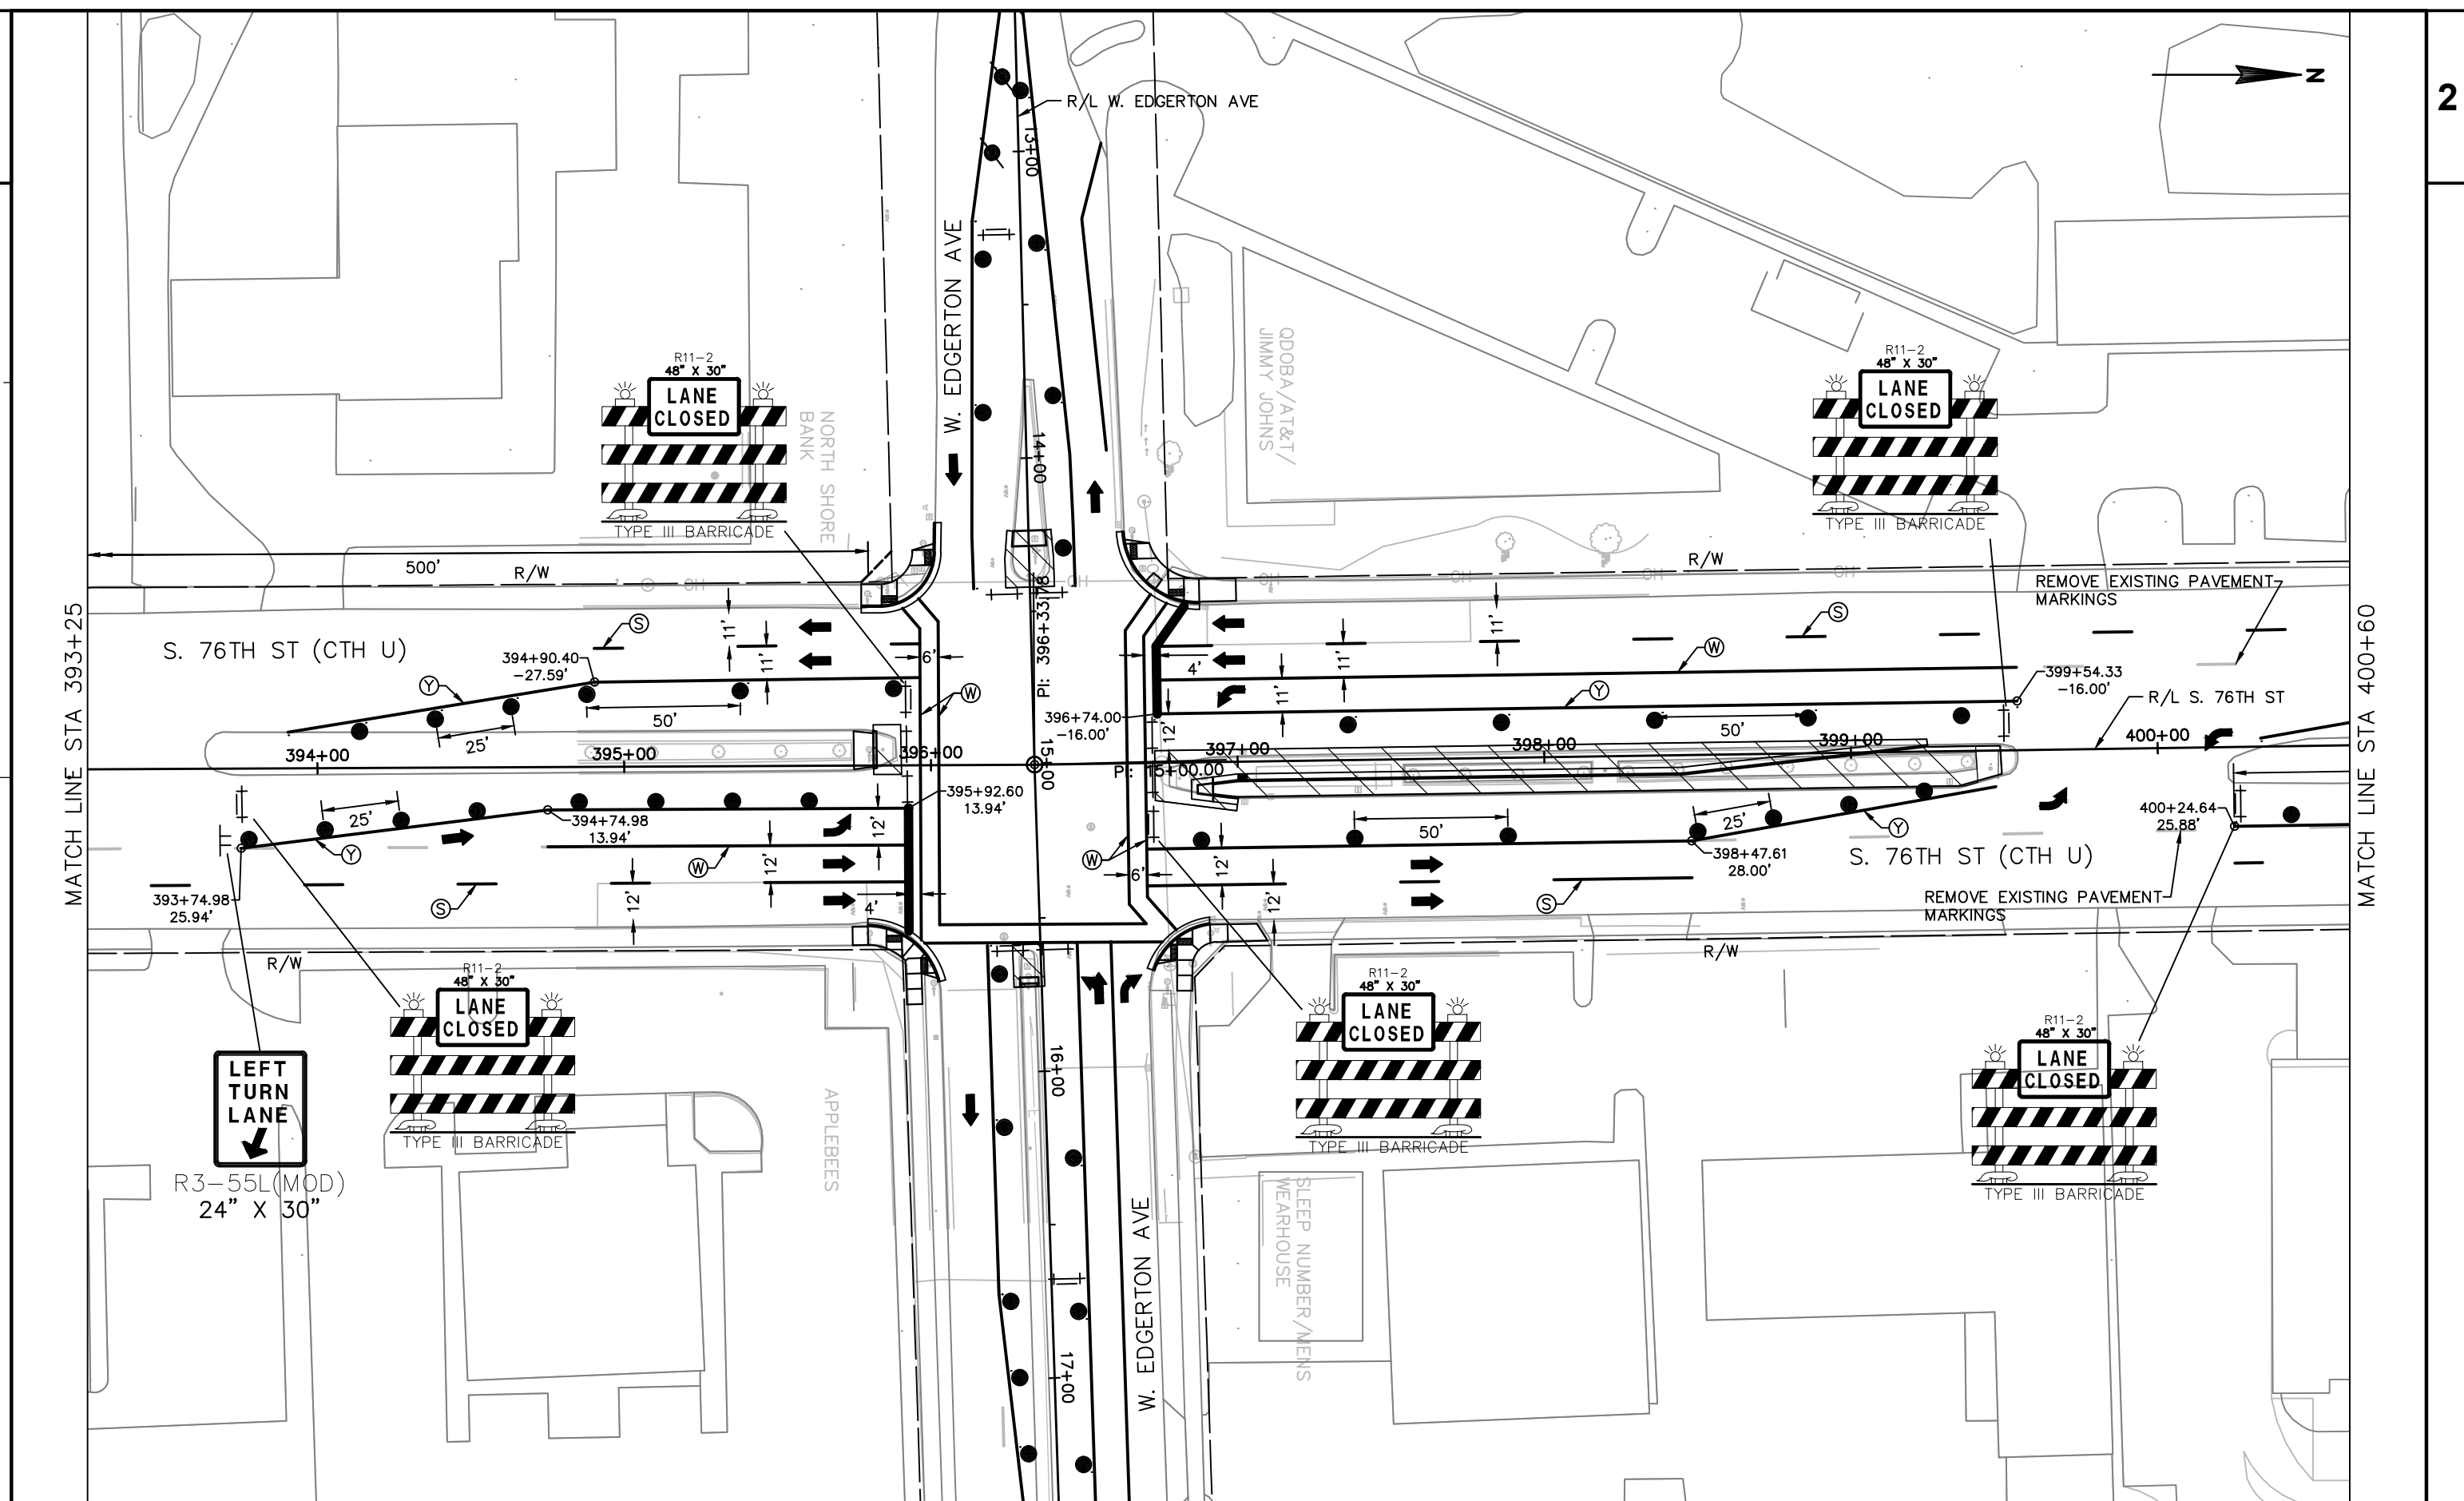 2
N
R/L W. EDGERTON AVE
13+00
W. EDGERTON AVE
14+00
QDOBA/AT&T/
JIMMY JOHNS
NORTH SHORE
BANK
R11-2
48" X 30"
LANE
CLOSED
TYPE III BARRICADE
R11-2
48" X 30"
LANE
CLOSED
TYPE III BARRICADE
500'
R/W
OH
OH
OH
OH
OH
OH
R/W
REMOVE EXISTING PAVEMENT
MARKINGS
MATCH LINE STA 393+25
S. 76TH ST (CTH U)
S
11'
11'
394+90.40
-27.59'
Y
50'
25'
6'
W
PI: 396+33.78
4'
11'
11'
11'
12'
S
W
Y
396+74.00
-16.00'
50'
399+54.33
-16.00'
R/L S. 76TH ST
MATCH LINE STA 400+60
394+00
395+00
396+00
15+00
PI: 15+00.00
397+00
398+00
399+00
400+00
25'
394+74.98
13.94'
395+92.60
13.94'
12'
12'
12'
4'
Y
W
S
393+74.98
25.94'
W
6'
50'
12'
12'
S
25'
398+47.61
28.00'
Y
S. 76TH ST (CTH U)
400+24.64
25.88'
REMOVE EXISTING PAVEMENT
MARKINGS
R/W
R/W
R11-2
48" X 30"
LANE
CLOSED
TYPE III BARRICADE
LEFT
TURN
LANE
R3-55L(MOD)
24" X 30"
R11-2
48" X 30"
LANE
CLOSED
TYPE III BARRICADE
R11-2
48" X 30"
LANE
CLOSED
TYPE III BARRICADE
16+00
APPLEBEES
SLEEP NUMBER/MENS
WEARHOUSE
W. EDGERTON AVE
17+00